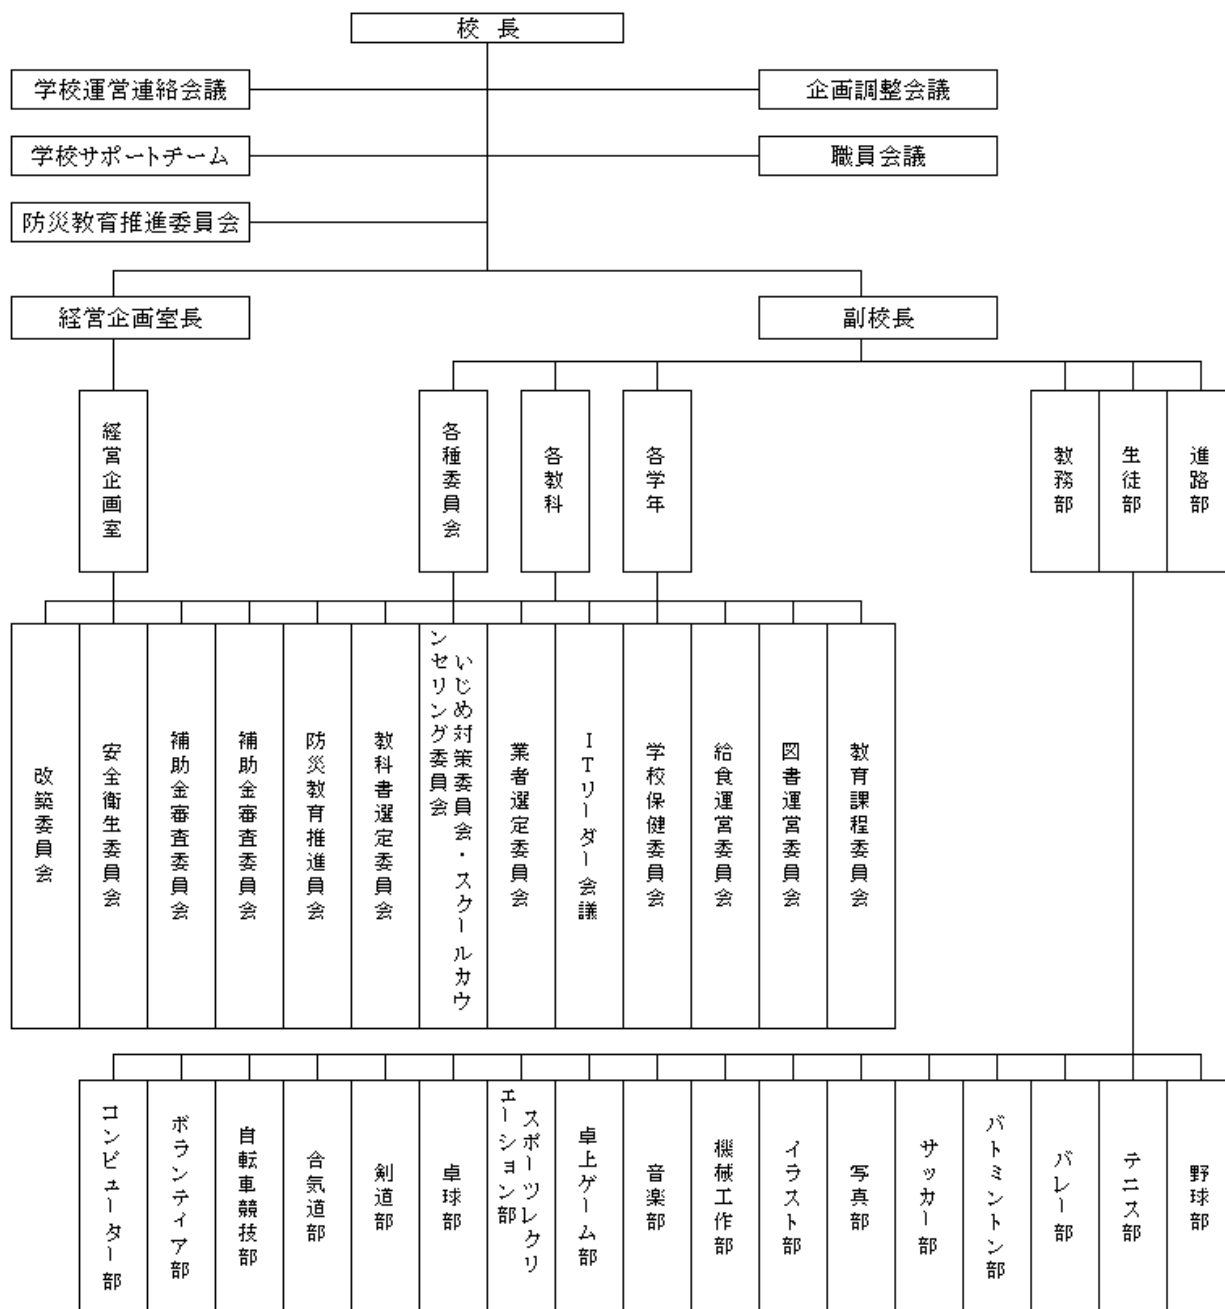 校長
学校運営連絡会議
企画調整会議
学校サポートチーム
職員会議
防災教育推進委員会
経営企画室長
副校長
経営企画室
各種委員会
各教科
各学年
教務部
生徒部
進路部
改築委員会
安全衛生委員会
補助金審査委員会
補助金審査委員会
防災教育推進員会
教科書選定委員会
いじめ対策委員会・スクールカウ
ンセリング委員会
業者選定委員会
ITリーダー会議
学校保健委員会
給食運営委員会
図書運営委員会
教育課程委員会
コンピューター部
ボランティア部
自転車競技部
合気道部
剣道部
卓球部
スポーツレクリ
エーション部
卓上ゲーム部
音楽部
機械工作部
イラスト部
写真部
サッカー部
バトミントン部
バレー部
テニス部
野球部